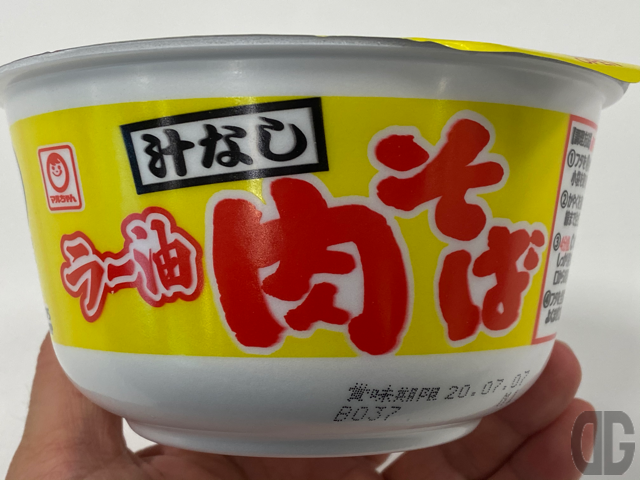 汁なし
マルちゃん
ラー油
肉そば
賞味期限 20.07.07
B037
DG